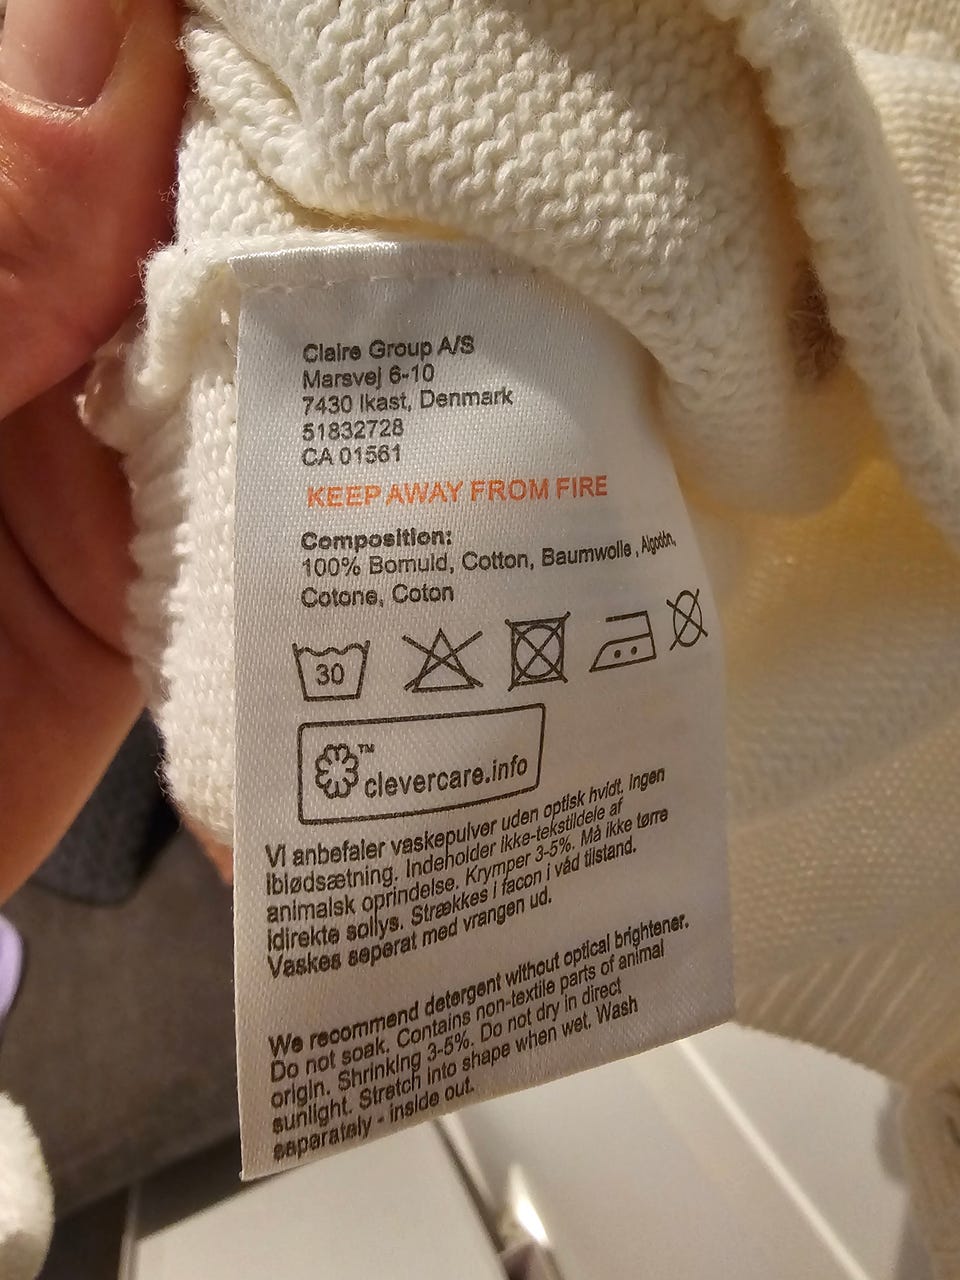 Claire Group A/S
Marsvej 6-10
7430 Ikast, Denmark
51832728
CA 01561
KEEP AWAY FROM FIRE
Composition:
100% Bomuld, Cotton, Baumwolle, Algodón,
Cotone, Coton
30
TM
clevercare.info
Vi anbefaler vaskepulver uden optisk hvidt. Ingen
iblødsætning. Indeholder ikke-tekstildele af
animalsk oprindelse. Krymper 3-5%. Må ikke tørre
idirekte sollys. Strækkes i facon i våd tilstand.
Vaskes seperat med vrangen ud.
We recommend detergent without optical brightener.
Do not soak. Contains non-textile parts of animal
origin. Shrinking 3-5%. Do not dry in direct
sunlight. Stretch into shape when wet. Wash
separately - inside out.